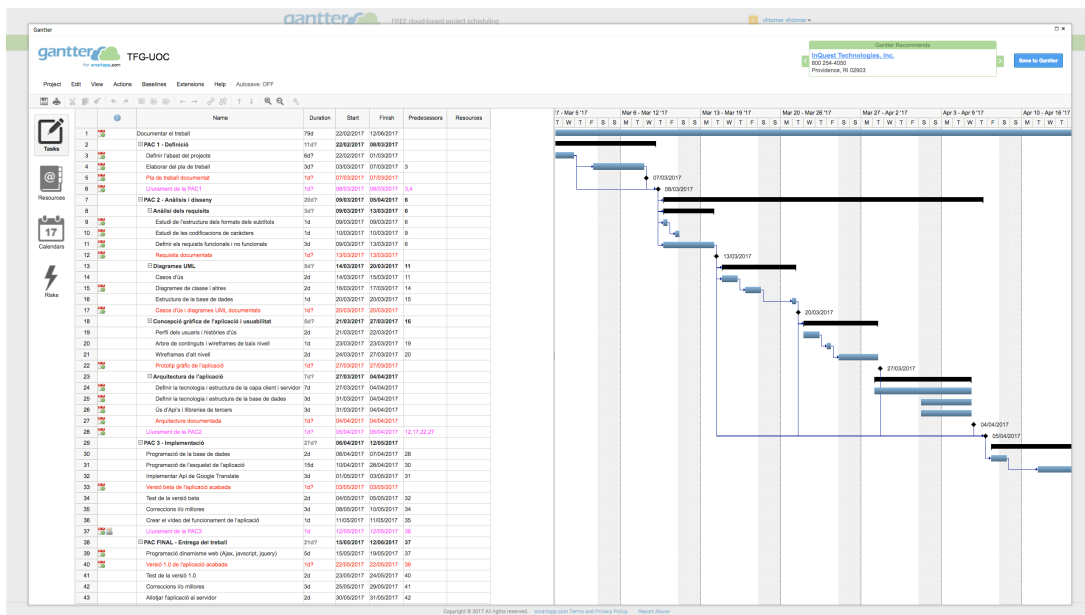 gantter FREE cloud-based project scheduling
Gantter
gantter
for smartapp.com
TFG-UOC
Gantter Recommends
InQuest Technologies, Inc.
800 254-4050
Providence, RI 02903
Save to Gantter
Project Edit View Actions Baselines Extensions Help Autosave: OFF
Name Duration Start Finish Predecessors Resources
7 - Mar 5 '17 Mar 6 - Mar 12 '17 Mar 13 - Mar 19 '17 Mar 20 - Mar 26 '17 Mar 27 - Apr 2 '17 Apr 3 - Apr 9 '17 Apr 10 - Apr 16 '17
T W T F S S M T W T F S S M T W T F S S M T W T F S S M T W T F S S M T W T F S S M T W T F
Tasks
Resources
17
Calendars
Risks
1 Documentar el treball 79d 22/02/2017 12/06/2017
2 PAC 1 - Definició 11d? 22/02/2017 08/03/2017
3 Definir l'abast del projecte 6d? 22/02/2017 01/03/2017
4 Elaborar del pla de treball 3d? 03/03/2017 07/03/2017 3
5 Pla de treball documentat 1d? 07/03/2017 07/03/2017
07/03/2017
6 Lliurament de la PAC1 1d? 08/03/2017 08/03/2017 3,4
08/03/2017
7 PAC 2 - Anàlisis i disseny 20d? 09/03/2017 05/04/2017 6
8 Anàlisi dels requisits 3d? 09/03/2017 13/03/2017 6
9 Estudi de l'estructura dels formats dels subtítols 1d 09/03/2017 09/03/2017 6
10 Estudi de les codificacions de caràcters 1d 10/03/2017 10/03/2017 9
11 Definir els requisits funcionals i no funcionals 3d 09/03/2017 13/03/2017 6
12 Requisits documentats 1d? 13/03/2017 13/03/2017
13/03/2017
13 Diagrames UML 5d? 14/03/2017 20/03/2017 11
14 Casos d'ús 2d 14/03/2017 15/03/2017 11
15 Diagrames de classe i altres 2d 16/03/2017 17/03/2017 14
16 Estructura de la base de dades 1d 20/03/2017 20/03/2017 15
17 Casos d'ús i diagrames UML documentats 1d? 20/03/2017 20/03/2017
20/03/2017
18 Concepció gràfica de l'aplicació i usuabilitat 5d? 21/03/2017 27/03/2017 16
19 Perfil dels usuaris i històries d'ús 2d 21/03/2017 22/03/2017
20 Arbre de continguts i wireframes de baix nivell 1d 23/03/2017 23/03/2017 19
21 Wireframes d'alt nivell 2d 24/03/2017 27/03/2017 20
22 Prototip gràfic de l'aplicació 1d? 27/03/2017 27/03/2017
27/03/2017
23 Arquitectura de l'aplicació 7d? 27/03/2017 04/04/2017
24 Definir la tecnologia i estructura de la capa client i servidor 7d 27/03/2017 04/04/2017
25 Definir la tecnologia i estructura de la base de dades 3d 31/03/2017 04/04/2017
26 Ús d'Api's i llibreries de tercers 3d 31/03/2017 04/04/2017
27 Arquitectura documentada 1d? 04/04/2017 04/04/2017
04/04/2017
28 Lliurament de la PAC2 1d? 05/04/2017 05/04/2017 12,17,22,27
05/04/2017
29 PAC 3 - Implementació 27d? 06/04/2017 12/05/2017
30 Programació de la base de dades 2d 06/04/2017 07/04/2017 28
31 Programació de l'esquelet de l'aplicació 15d 10/04/2017 28/04/2017 30
32 Implementar Api de Google Translate 3d 01/05/2017 03/05/2017 31
33 Versió beta de l'aplicació acabada 1d? 03/05/2017 03/05/2017
34 Test de la versió beta 2d 04/05/2017 05/05/2017 32
35 Correccions i/o millores 3d 08/05/2017 10/05/2017 34
36 Crear el vídeo del funcionament de l'aplicació 1d 11/05/2017 11/05/2017 35
37 Lliurament de la PAC3 1d 12/05/2017 12/05/2017 36
38 PAC FINAL - Entrega del treball 21d? 15/05/2017 12/06/2017 37
39 Programació dinamisme web (Ajax, javscript, jquery) 5d 15/05/2017 19/05/2017 37
40 Versió 1.0 de l'aplicació acabada 1d? 22/05/2017 22/05/2017 39
41 Test de la versió 1.0 2d 23/05/2017 24/05/2017 40
42 Correccions i/o millores 3d 25/05/2017 29/05/2017 41
43 Allotjar l'aplicació al servidor 2d 30/05/2017 31/05/2017 42
Copyright © 2017 All rights reserved. smartapp.com Terms and Privacy Policy Report Abuse